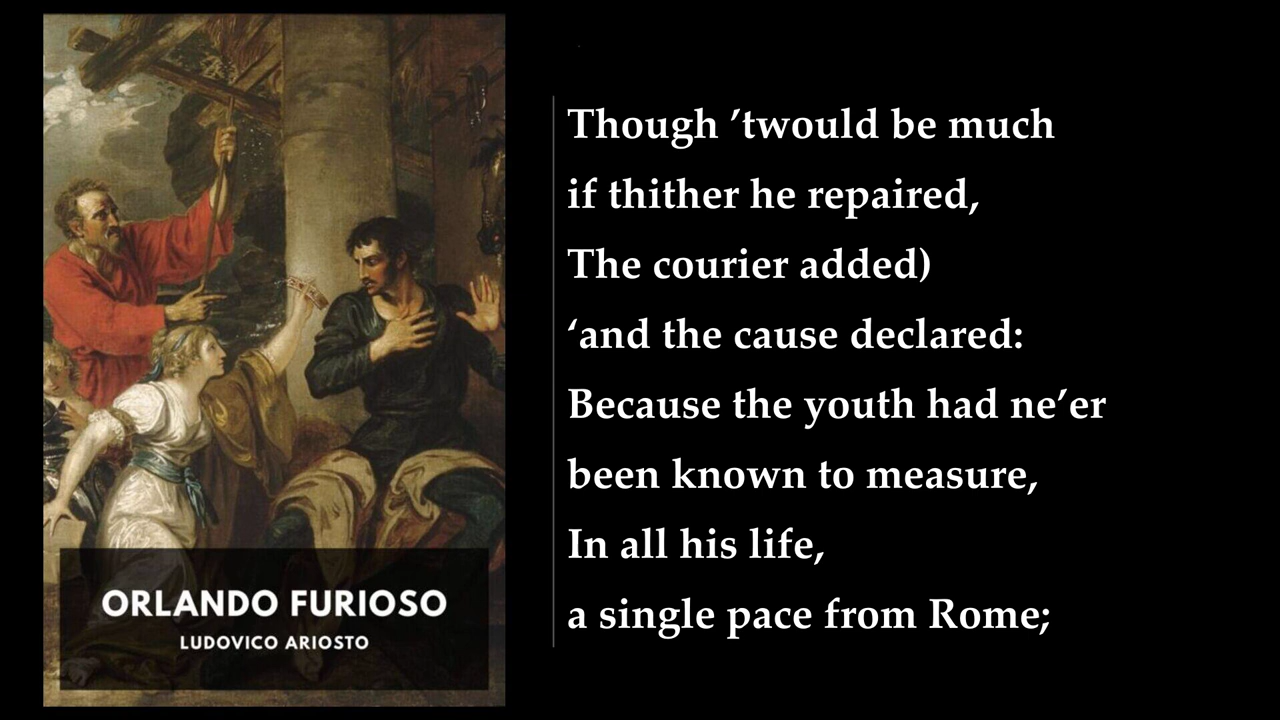 ORLANDO FURIOSO
LUDOVICO ARIOSTO
Though ’twould be much
if thither he repaired,
The courier added)
‘and the cause declared:
Because the youth had ne’er
been known to measure,
In all his life,
a single pace from Rome;